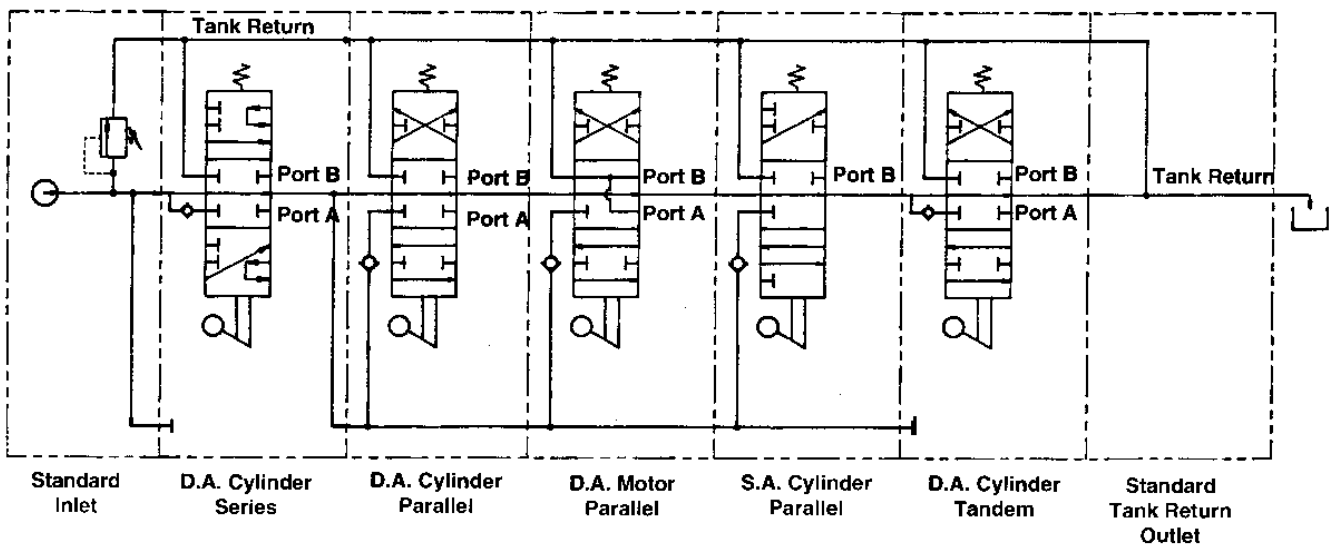 Tank Return
Port B
Port A
Port B
Port A
Port B
Port A
Port B
Port B
Port A
Tank Return
Standard
Inlet
D.A. Cylinder
Series
D.A. Cylinder
Parallel
D.A. Motor
Parallel
S.A. Cylinder
Parallel
D.A. Cylinder
Tandem
Standard
Tank Return
Outlet